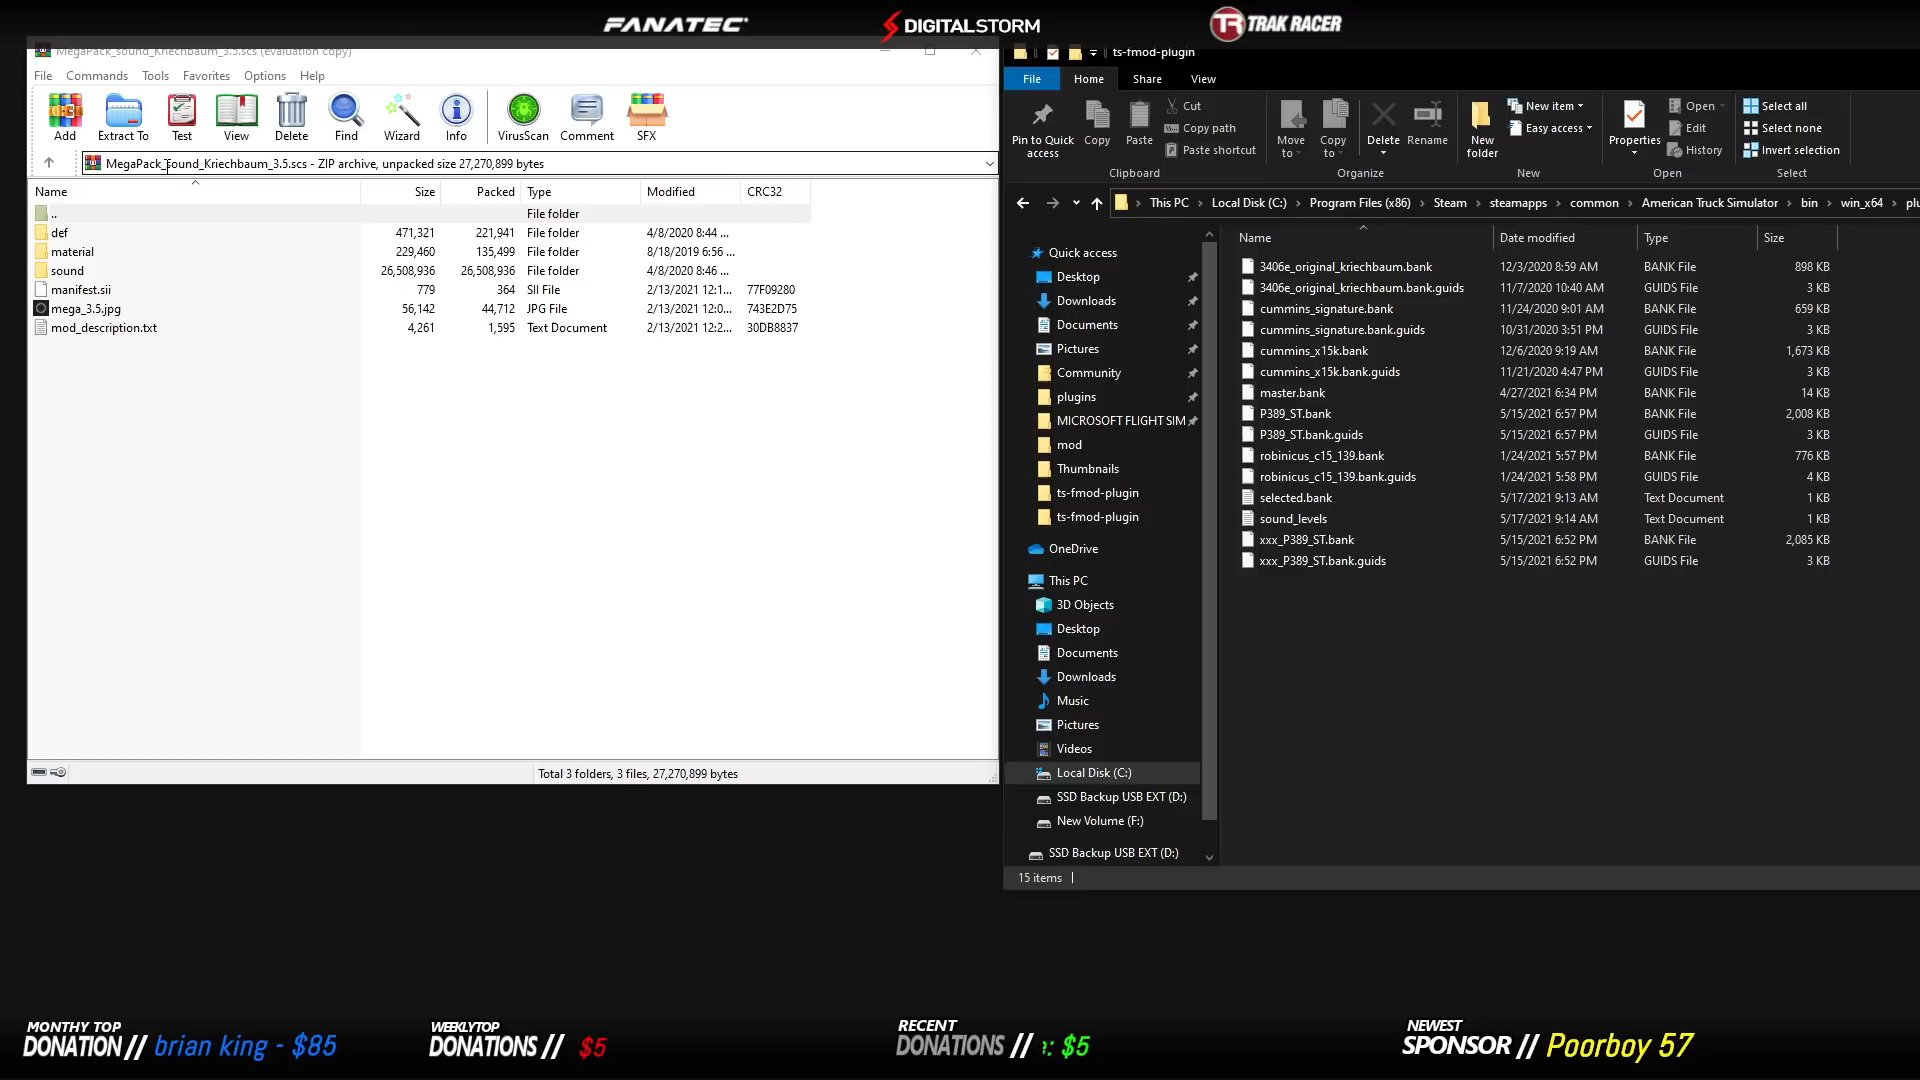 FANATEC
DIGITALSTORM
TR TRAK RACER
MegaPack_sound_Kriechbaum_3.5.scs (evaluation copy)
File Commands Tools Favorites Options Help
Add Extract To Test View Delete Find Wizard Info VirusScan Comment SFX
MegaPack_sound_Kriechbaum_3.5.scs - ZIP archive, unpacked size 27,270,899 bytes
Name Size Packed Type Modified CRC32
.. File folder
def 471,321 221,941 File folder 4/8/2020 8:44 ...
material 229,460 135,499 File folder 8/18/2019 6:56 ...
sound 26,508,936 26,508,936 File folder 4/8/2020 8:46 ...
manifest.sii 779 364 SII File 2/13/2021 12:1... 77F09280
mega_3.5.jpg 56,142 44,712 JPG File 2/13/2021 12:0... 743E2D75
mod_description.txt 4,261 1,595 Text Document 2/13/2021 12:2... 30DB8837
Total 3 folders, 3 files, 27,270,899 bytes
ts-fmod-plugin
File Home Share View
Pin to Quick access
Copy
Paste
Cut
Copy path
Paste shortcut
Clipboard
Move to
Copy to
Delete
Rename
Organize
New folder
New item
Easy access
New
Properties
Open
Edit
History
Open
Select all
Select none
Invert selection
Select
This PC Local Disk (C:) Program Files (x86) Steam steamapps common American Truck Simulator bin win_x64 plu
Quick access
Desktop
Downloads
Documents
Pictures
Community
plugins
MICROSOFT FLIGHT SIM
mod
Thumbnails
ts-fmod-plugin
ts-fmod-plugin
OneDrive
This PC
3D Objects
Desktop
Documents
Downloads
Music
Pictures
Videos
Local Disk (C:)
SSD Backup USB EXT (D:)
New Volume (F:)
SSD Backup USB EXT (D:)
Name Date modified Type Size
3406e_original_kriechbaum.bank 12/3/2020 8:59 AM BANK File 898 KB
3406e_original_kriechbaum.bank.guids 11/7/2020 10:40 AM GUIDS File 3 KB
cummins_signature.bank 11/24/2020 9:01 AM BANK File 659 KB
cummins_signature.bank.guids 10/31/2020 3:51 PM GUIDS File 3 KB
cummins_x15k.bank 12/6/2020 9:19 AM BANK File 1,673 KB
cummins_x15k.bank.guids 11/21/2020 4:47 PM GUIDS File 3 KB
master.bank 4/27/2021 6:34 PM BANK File 14 KB
P389_ST.bank 5/15/2021 6:57 PM BANK File 2,008 KB
P389_ST.bank.guids 5/15/2021 6:57 PM GUIDS File 3 KB
robinicus_c15_139.bank 1/24/2021 5:57 PM BANK File 776 KB
robinicus_c15_139.bank.guids 1/24/2021 5:58 PM GUIDS File 4 KB
selected.bank 5/17/2021 9:13 AM Text Document 1 KB
sound_levels 5/17/2021 9:14 AM Text Document 1 KB
xxx_P389_ST.bank 5/15/2021 6:52 PM BANK File 2,085 KB
xxx_P389_ST.bank.guids 5/15/2021 6:52 PM GUIDS File 3 KB
15 items
MONTHY TOP
DONATION // brian king - $85
WEEKLY TOP
DONATIONS // $5
RECENT
DONATIONS // : $5
NEWEST
SPONSOR // Poorboy 57